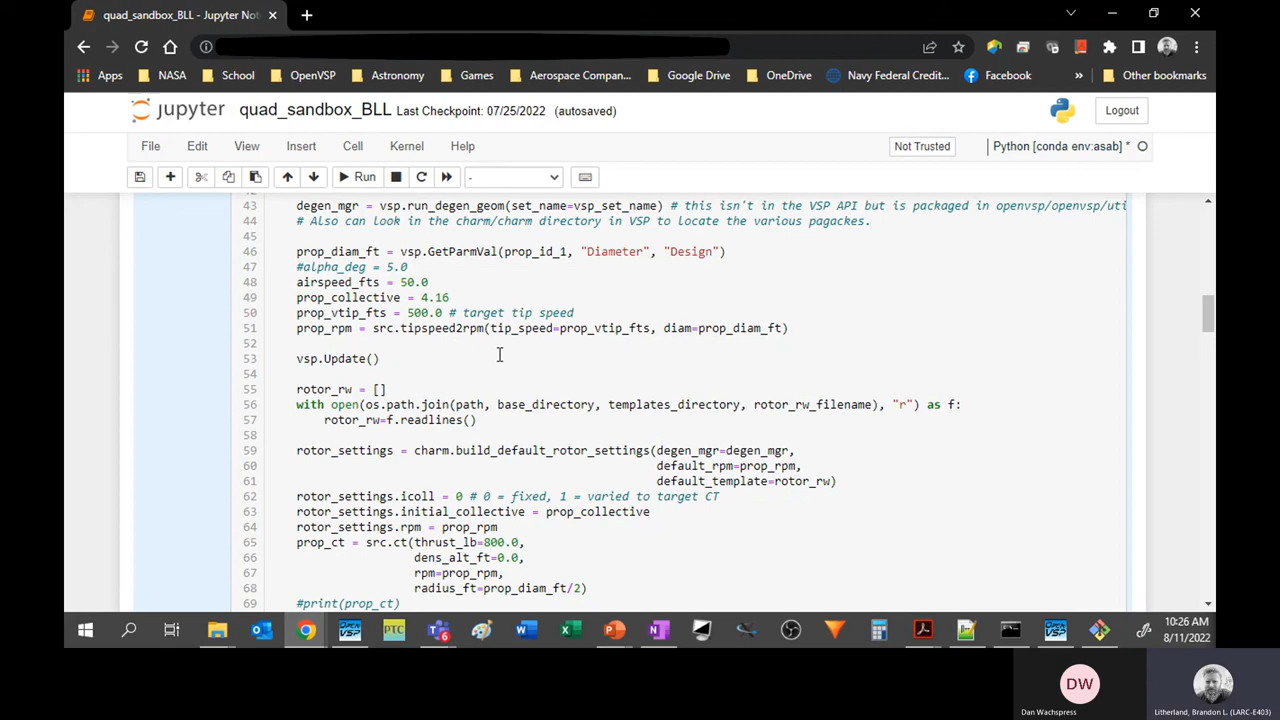 quad_sandbox_BLL - Jupyter Note
Apps NASA School OpenVSP Astronomy Games Aerospace Compan... Google Drive OneDrive Navy Federal Credit... Facebook » Other bookmarks
jupyter quad_sandbox_BLL Last Checkpoint: 07/25/2022 (autosaved) Logout
File Edit View Insert Cell Kernel Help Not Trusted Python [conda env:asab] *
Run -
43 degen_mgr = vsp.run_degen_geom(set_name=vsp_set_name) # this isn't in the VSP API but is packaged in openvsp/openvsp/uti
44 # Also can look in the charm/charm directory in VSP to locate the various pagackes.
45
46 prop_diam_ft = vsp.GetParmVal(prop_id_1, "Diameter", "Design")
47 #alpha_deg = 5.0
48 airspeed_fts = 50.0
49 prop_collective = 4.16
50 prop_vtip_fts = 500.0 # target tip speed
51 prop_rpm = src.tipspeed2rpm(tip_speed=prop_vtip_fts, diam=prop_diam_ft)
52
53 vsp.Update()
54
55 rotor_rw = []
56 with open(os.path.join(path, base_directory, templates_directory, rotor_rw_filename), "r") as f:
57 rotor_rw=f.readlines()
58
59 rotor_settings = charm.build_default_rotor_settings(degen_mgr=degen_mgr,
60 default_rpm=prop_rpm,
61 default_template=rotor_rw)
62 rotor_settings.icoll = 0 # 0 = fixed, 1 = varied to target CT
63 rotor_settings.initial_collective = prop_collective
64 rotor_settings.rpm = prop_rpm
65 prop_ct = src.ct(thrust_lb=800.0,
66 dens_alt_ft=0.0,
67 rpm=prop_rpm,
68 radius_ft=prop_diam_ft/2)
69 #print(prop_ct)
10:26 AM
8/11/2022
DW
Dan Wachspress
Litherland, Brandon L. (LARC-E403)